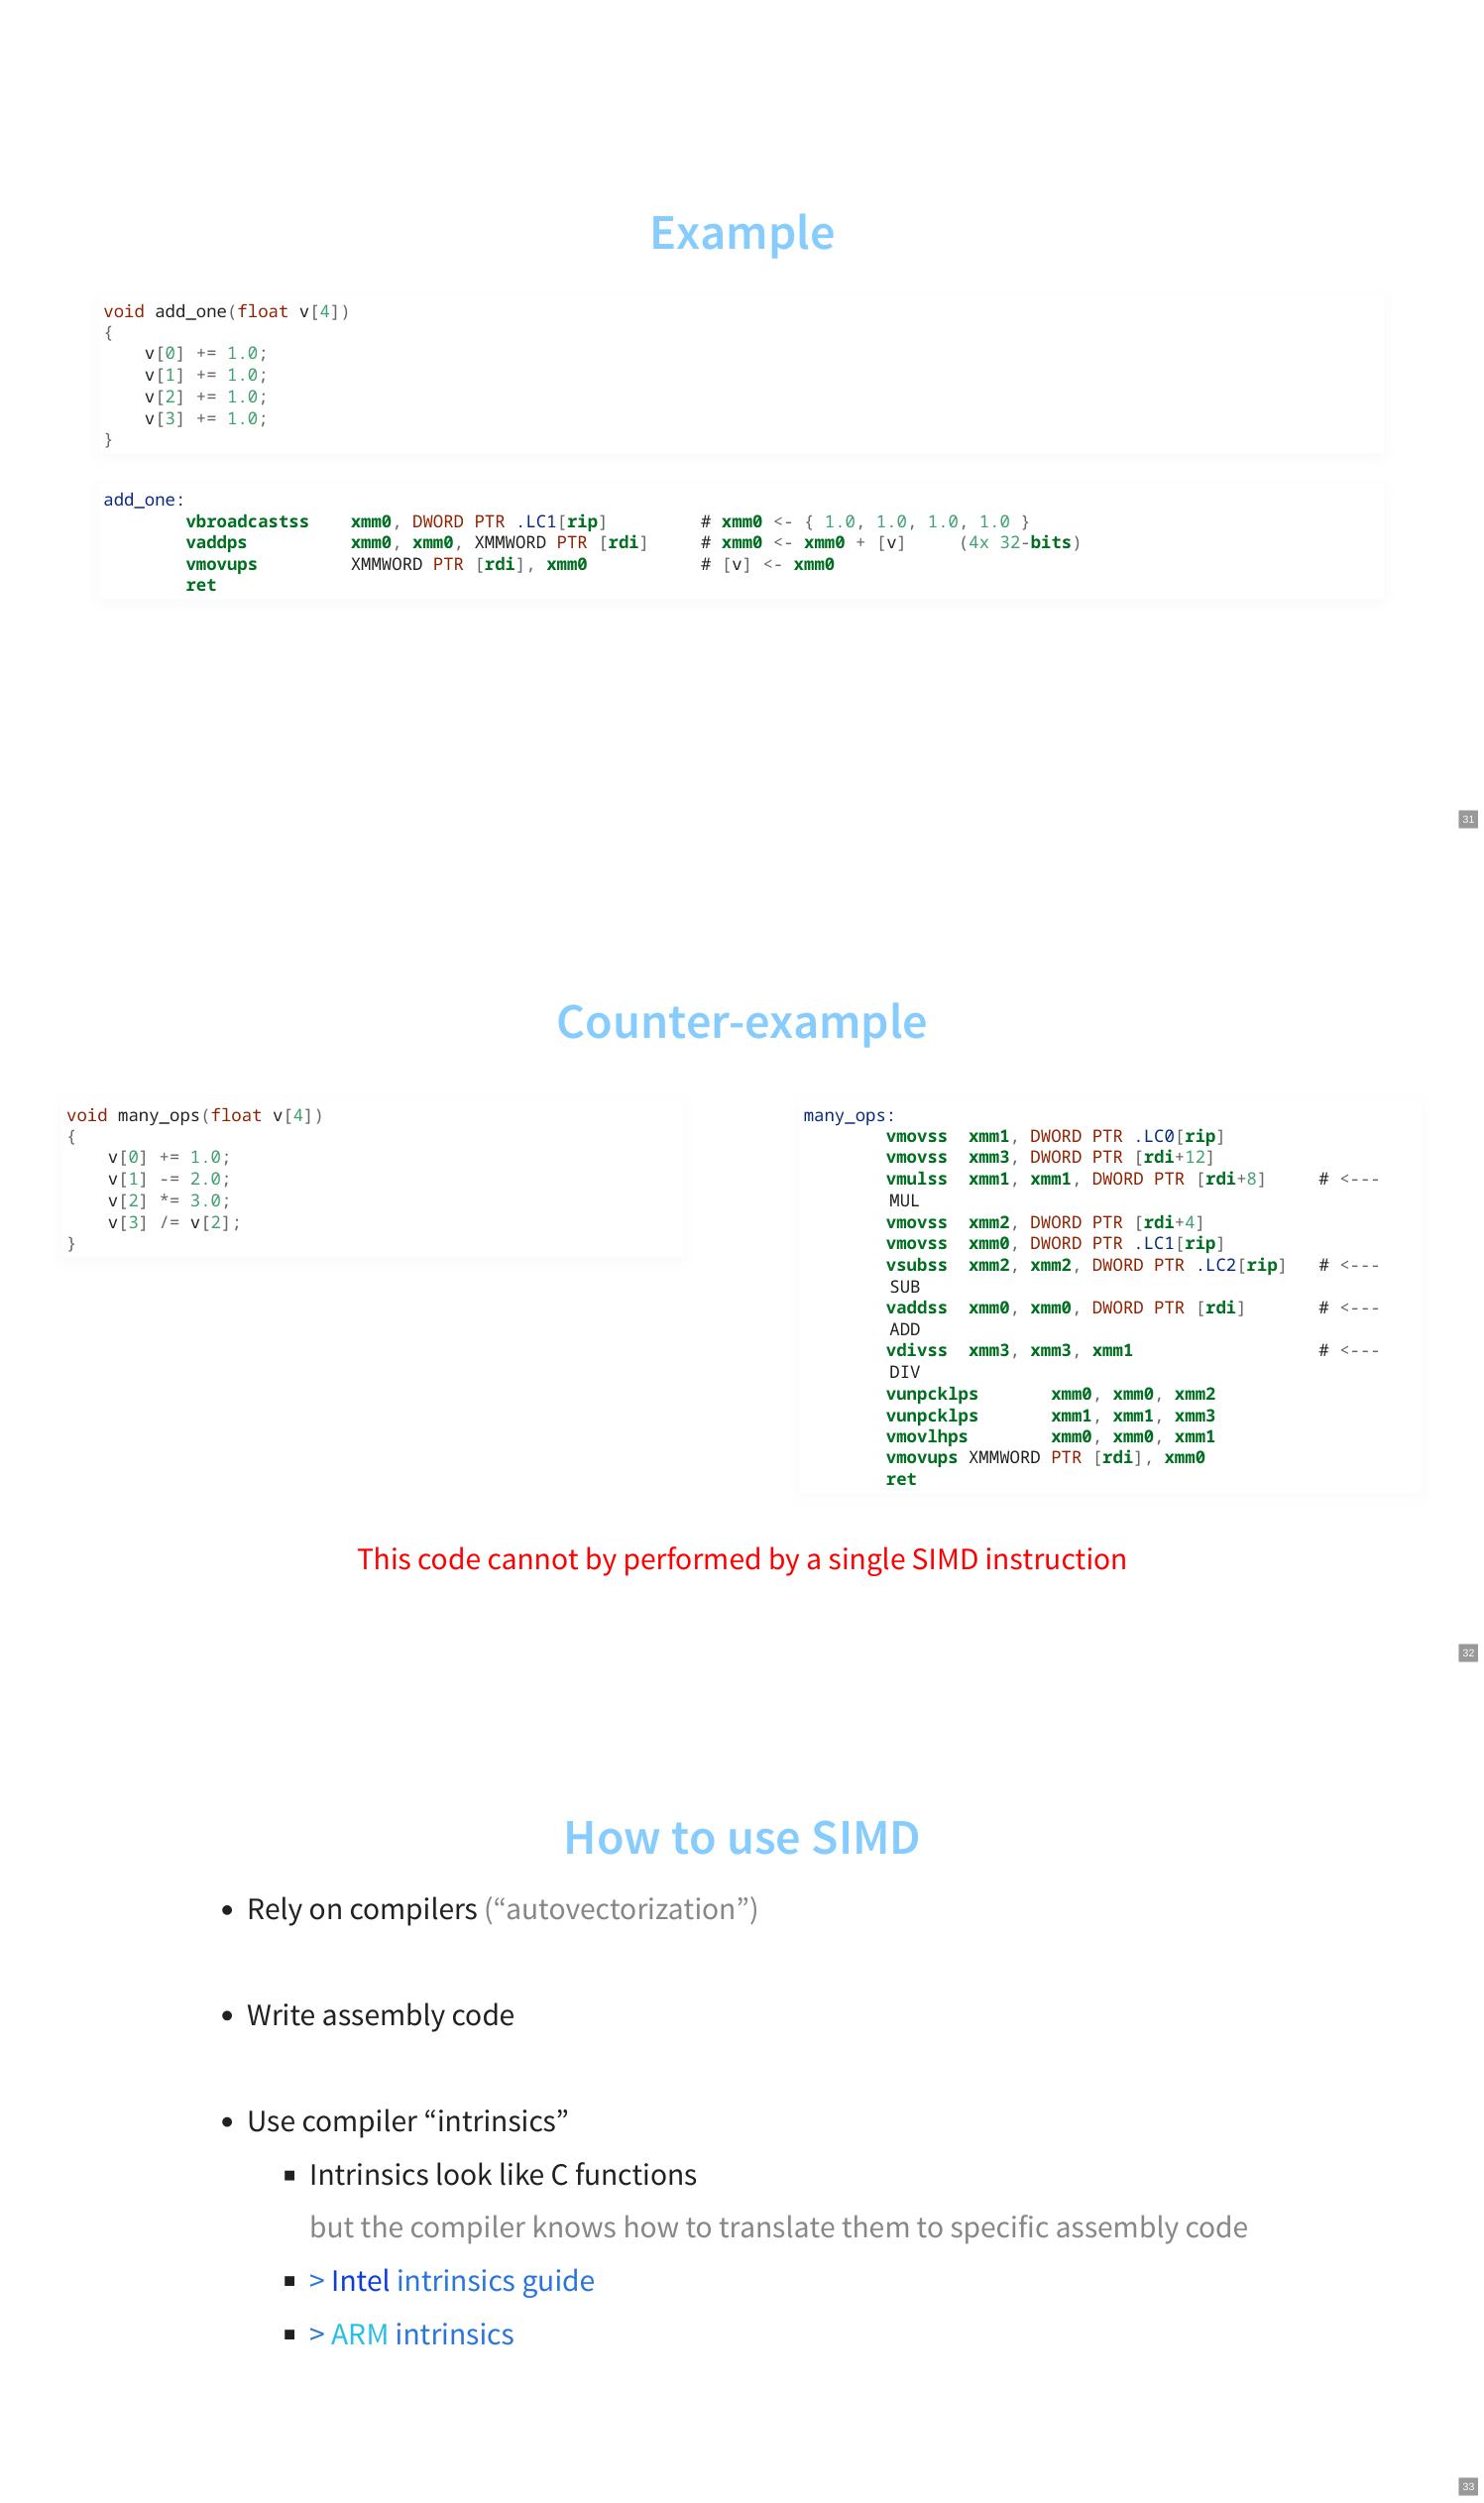 Example
void add_one(float v[4])
{
    v[0] += 1.0;
    v[1] += 1.0;
    v[2] += 1.0;
    v[3] += 1.0;
}
add_one:
        vbroadcastss    xmm0, DWORD PTR .LC1[rip]         # xmm0 <- { 1.0, 1.0, 1.0, 1.0 }
        vaddps          xmm0, xmm0, XMMWORD PTR [rdi]     # xmm0 <- xmm0 + [v]     (4x 32-bits)
        vmovups         XMMWORD PTR [rdi], xmm0           # [v] <- xmm0
        ret
31
Counter-example
void many_ops(float v[4])
{
    v[0] += 1.0;
    v[1] -= 2.0;
    v[2] *= 3.0;
    v[3] /= v[2];
}
many_ops:
        vmovss  xmm1, DWORD PTR .LC0[rip]
        vmovss  xmm3, DWORD PTR [rdi+12]
        vmulss  xmm1, xmm1, DWORD PTR [rdi+8]     # <---
MUL
        vmovss  xmm2, DWORD PTR [rdi+4]
        vmovss  xmm0, DWORD PTR .LC1[rip]
        vsubss  xmm2, xmm2, DWORD PTR .LC2[rip]   # <---
SUB
        vaddss  xmm0, xmm0, DWORD PTR [rdi]       # <---
ADD
        vdivss  xmm3, xmm3, xmm1                  # <---
DIV
        vunpcklps       xmm0, xmm0, xmm2
        vunpcklps       xmm1, xmm1, xmm3
        vmovlhps        xmm0, xmm0, xmm1
        vmovups XMMWORD PTR [rdi], xmm0
        ret
This code cannot by performed by a single SIMD instruction
32
How to use SIMD
• Rely on compilers (“autovectorization”)
• Write assembly code
• Use compiler “intrinsics”
▪ Intrinsics look like C functions
but the compiler knows how to translate them to specific assembly code
▪ > Intel intrinsics guide
▪ > ARM intrinsics
33